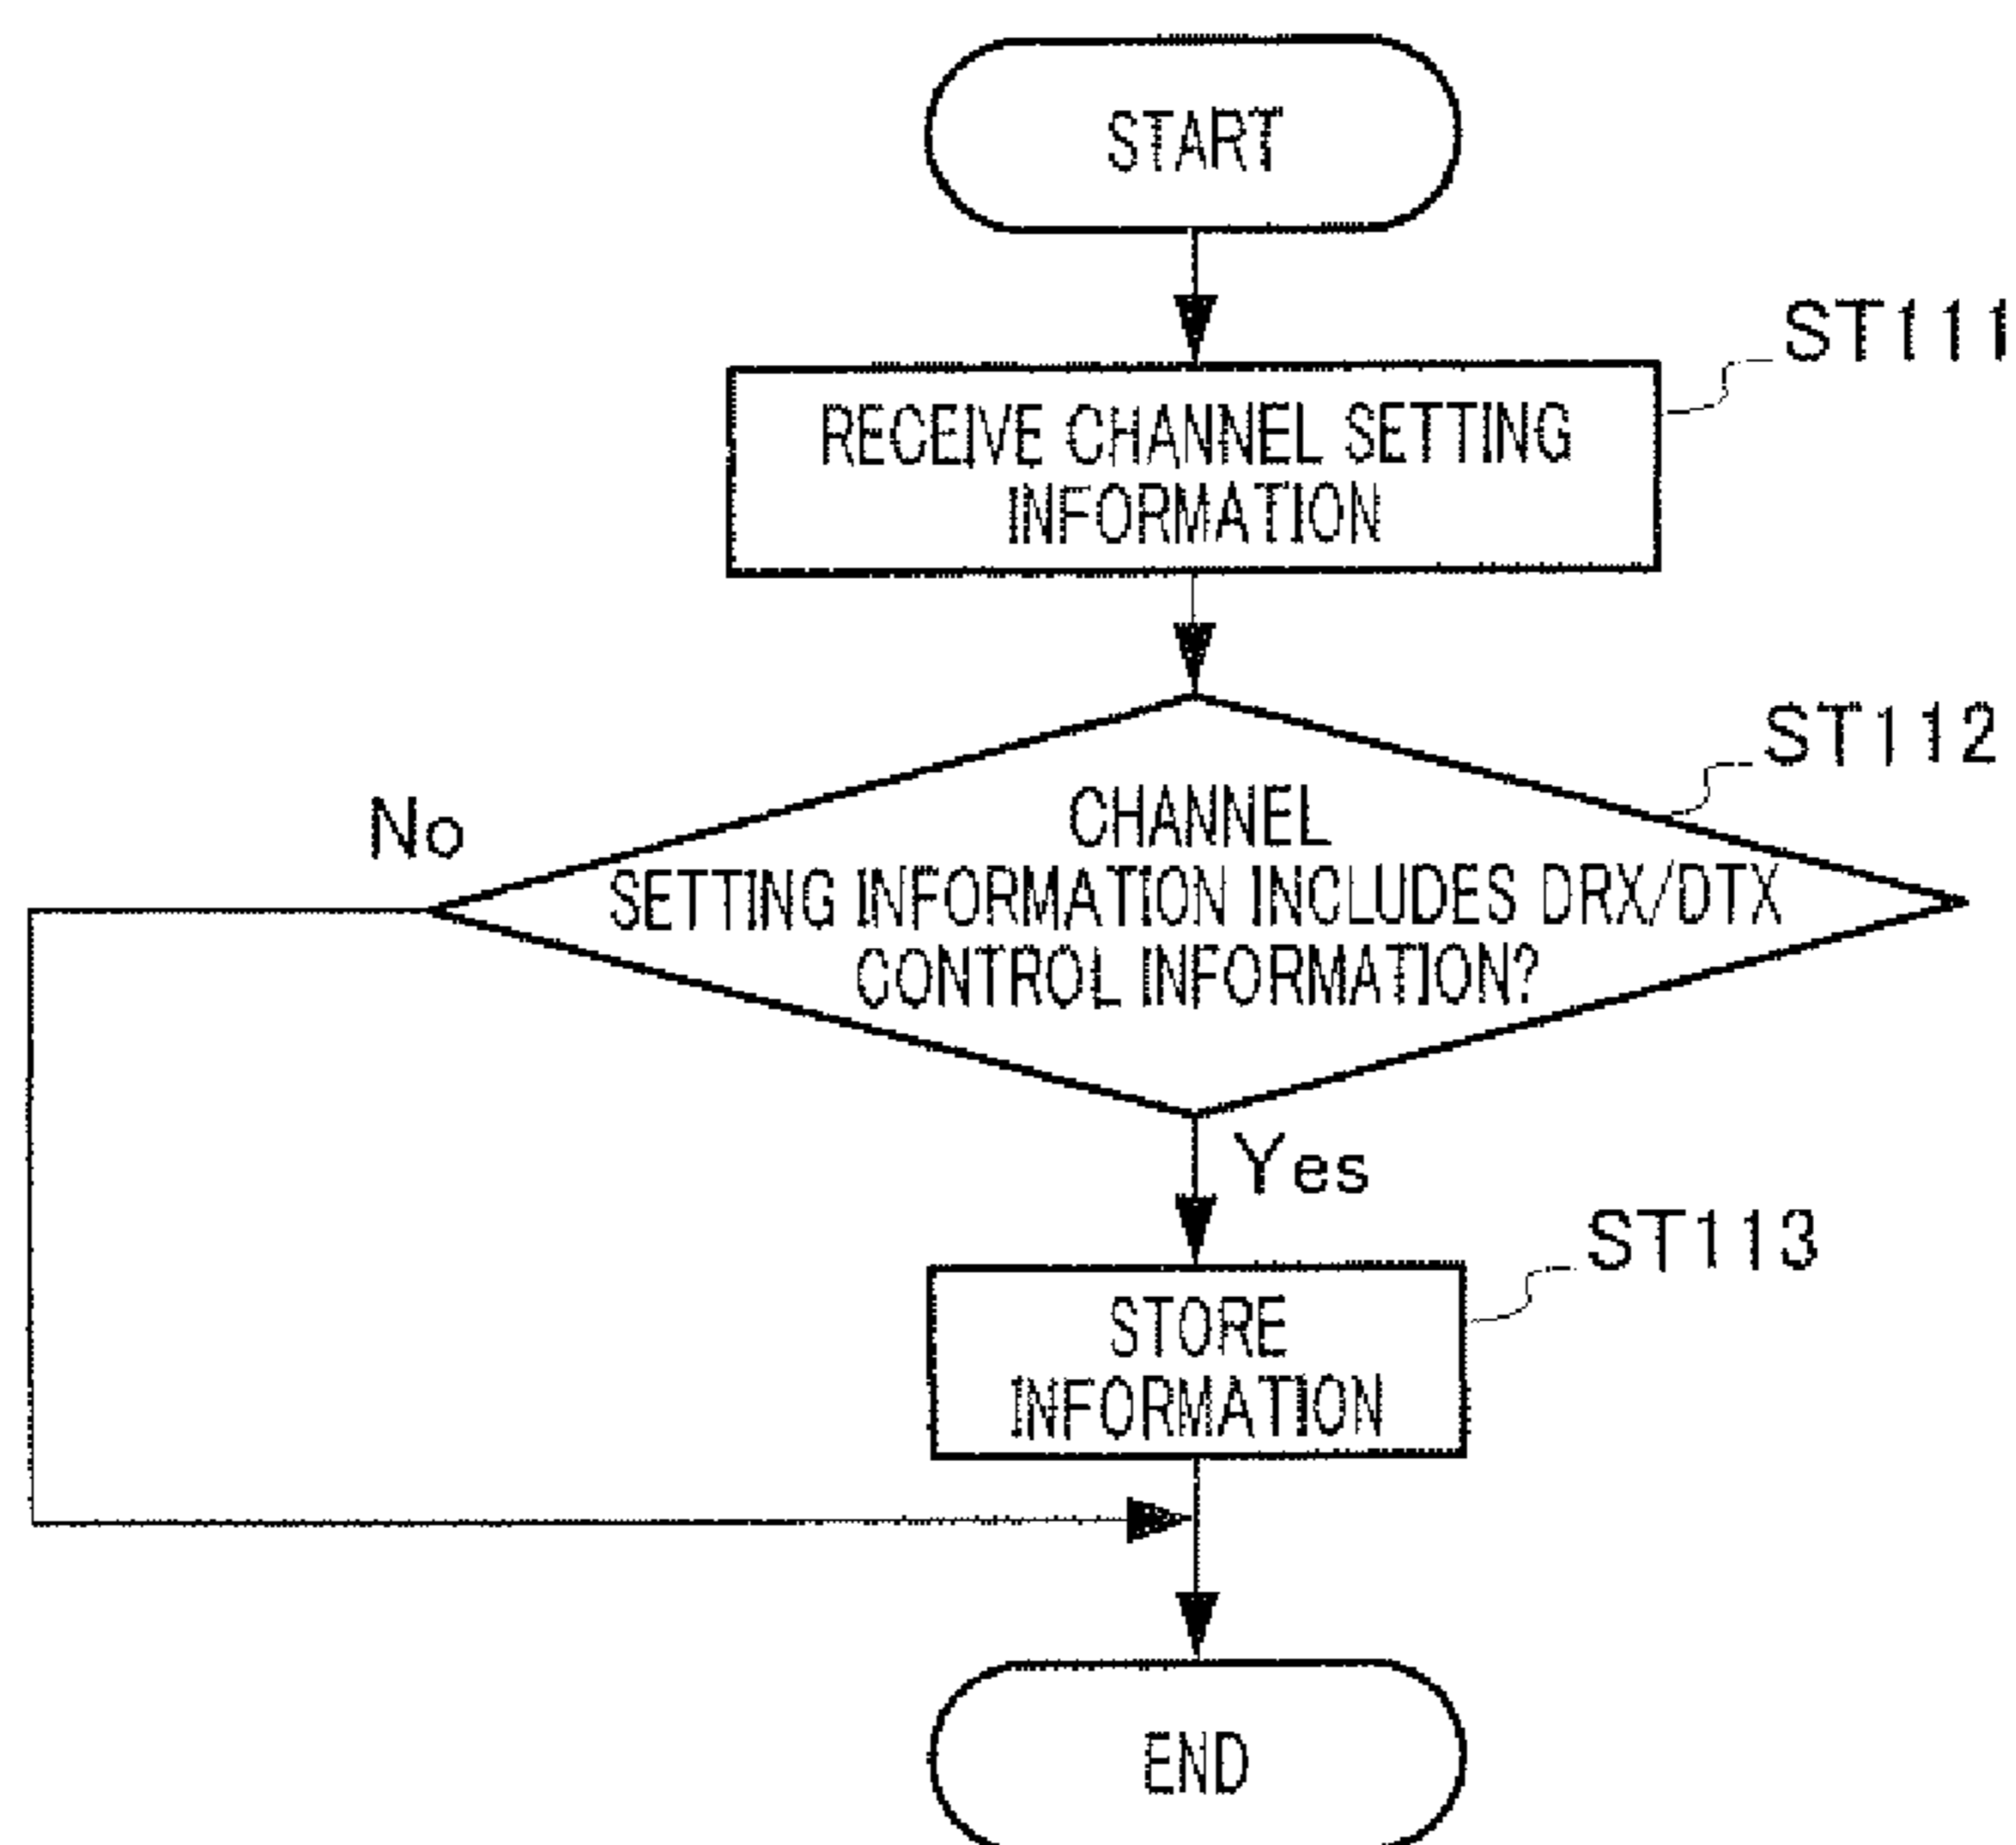 START
ST111
RECEIVE CHANNEL SETTING
INFORMATION
ST112
No
CHANNEL
SETTING INFORMATION INCLUDES DRX/DTX
CONTROL INFORMATION?
Yes
ST113
STORE
INFORMATION
END